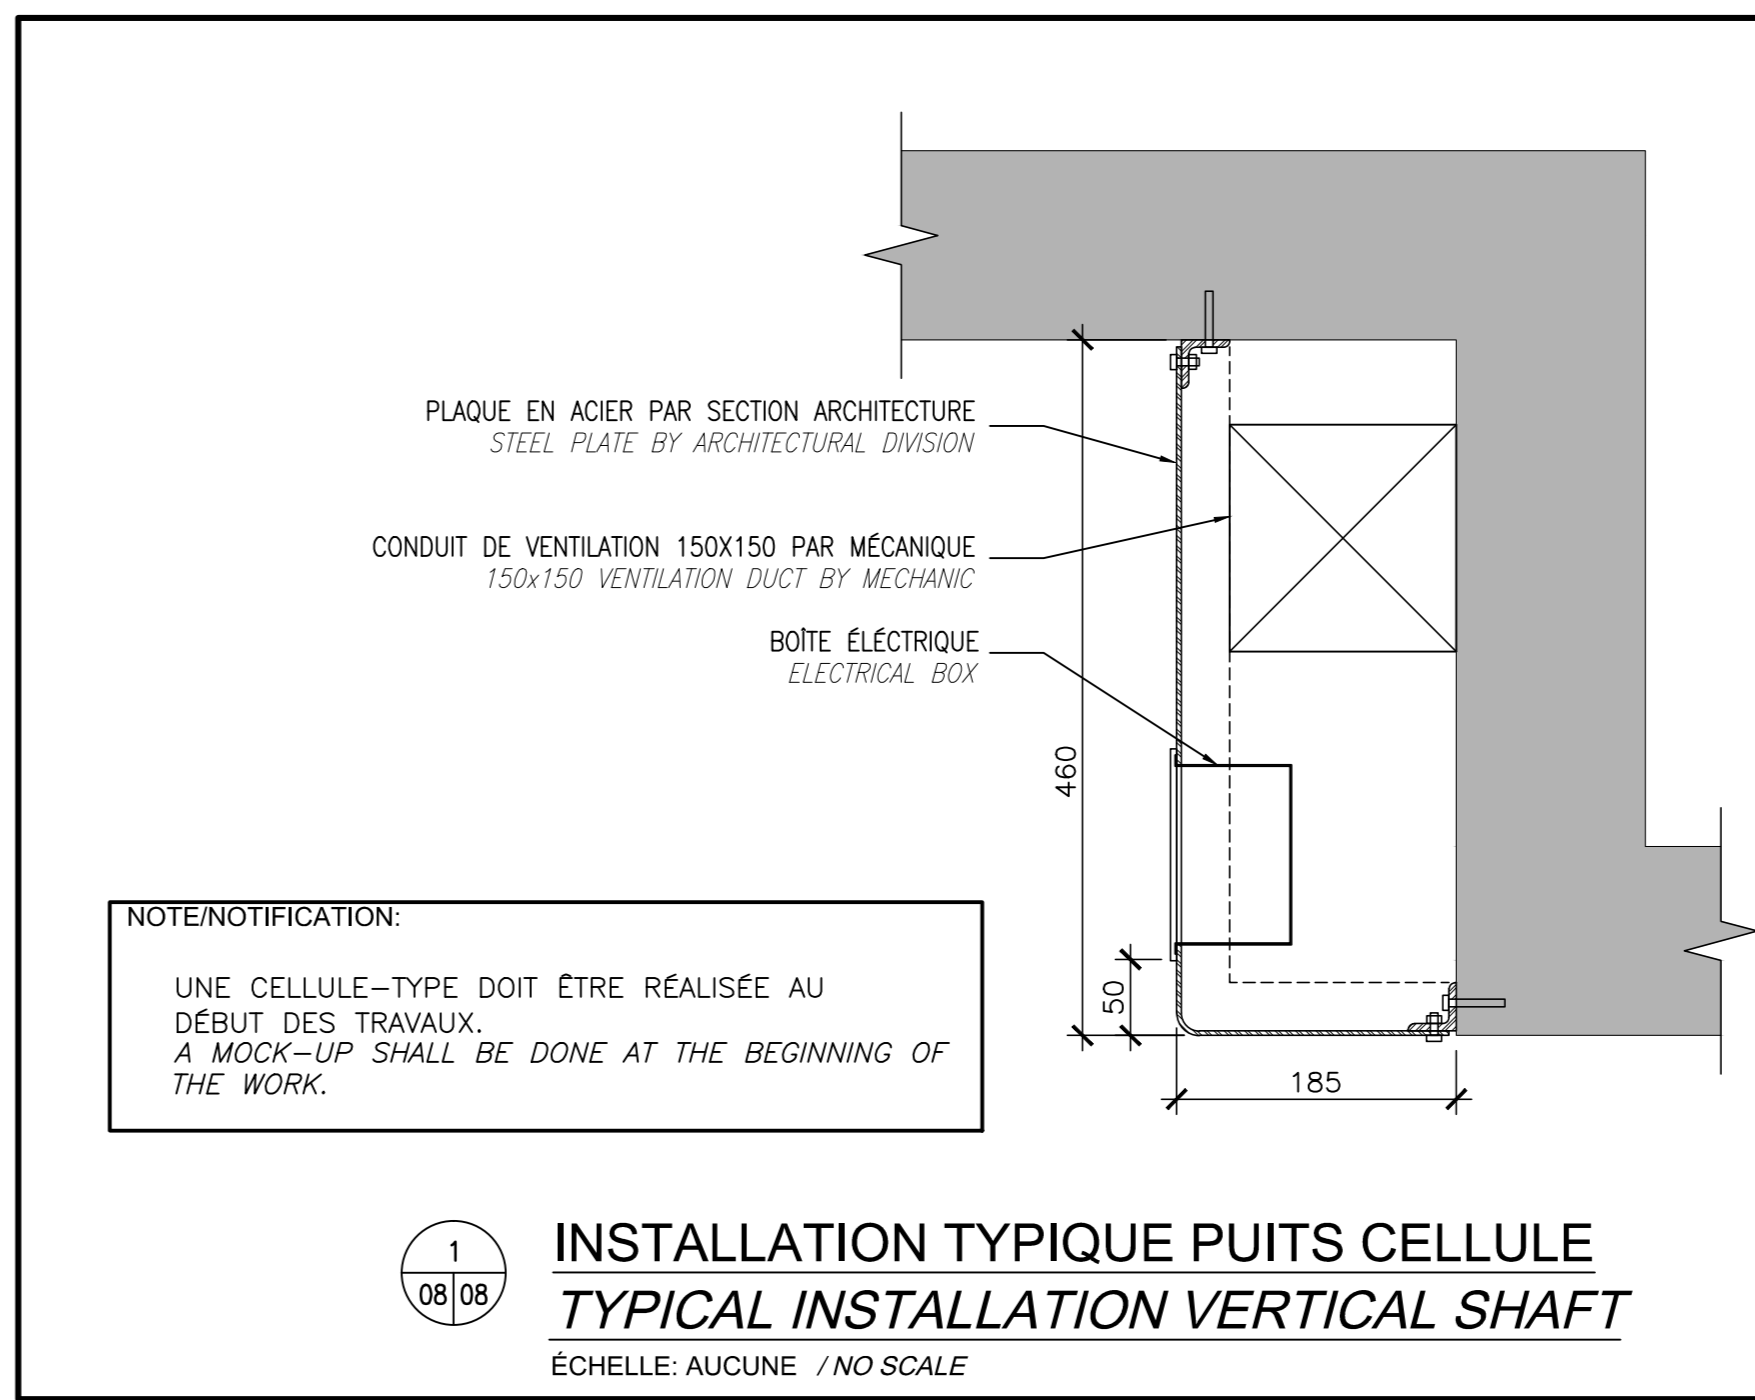 PLAQUE EN ACIER PAR SECTION ARCHITECTURE
STEEL PLATE BY ARCHITECTURAL DIVISION
CONDUIT DE VENTILATION 150X150 PAR MÉCANIQUE
150x150 VENTILATION DUCT BY MECHANIC
BOÎTE ÉLÉCTRIQUE
ELECTRICAL BOX
460
50
185
NOTE/NOTIFICATION:
UNE CELLULE-TYPE DOIT ÊTRE RÉALISÉE AU
DÉBUT DES TRAVAUX.
A MOCK-UP SHALL BE DONE AT THE BEGINNING OF
THE WORK.
1
08 08
INSTALLATION TYPIQUE PUITS CELLULE
TYPICAL INSTALLATION VERTICAL SHAFT
ÉCHELLE: AUCUNE / NO SCALE